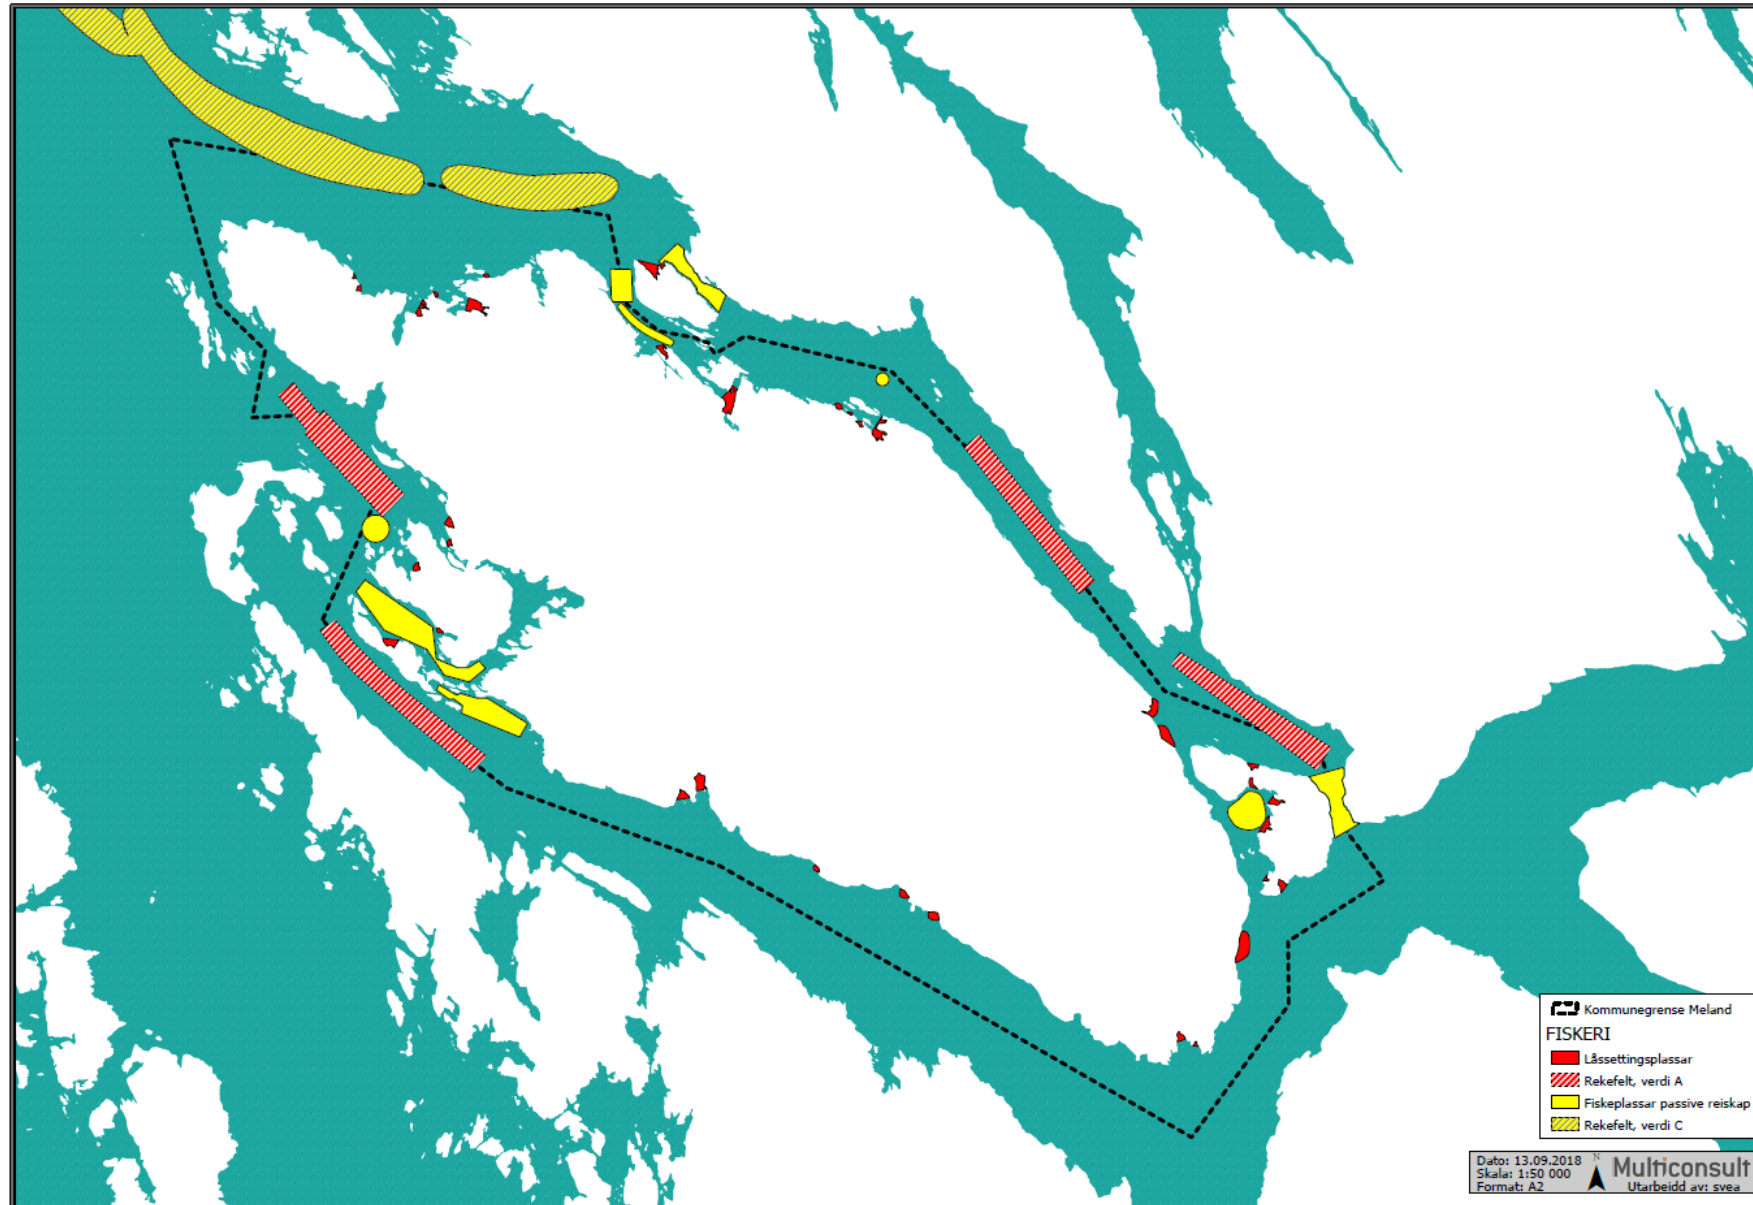 Kommunegrense Meland
FISKERI
Låssettingsplassar
Rekefelt, verdi A
Fiskeplassar passive reiskap
Rekefelt, verdi C
Dato: 13.09.2018
Skala: 1:50 000
Format: A2
N
Multiconsult
Utarbeidd av: svea